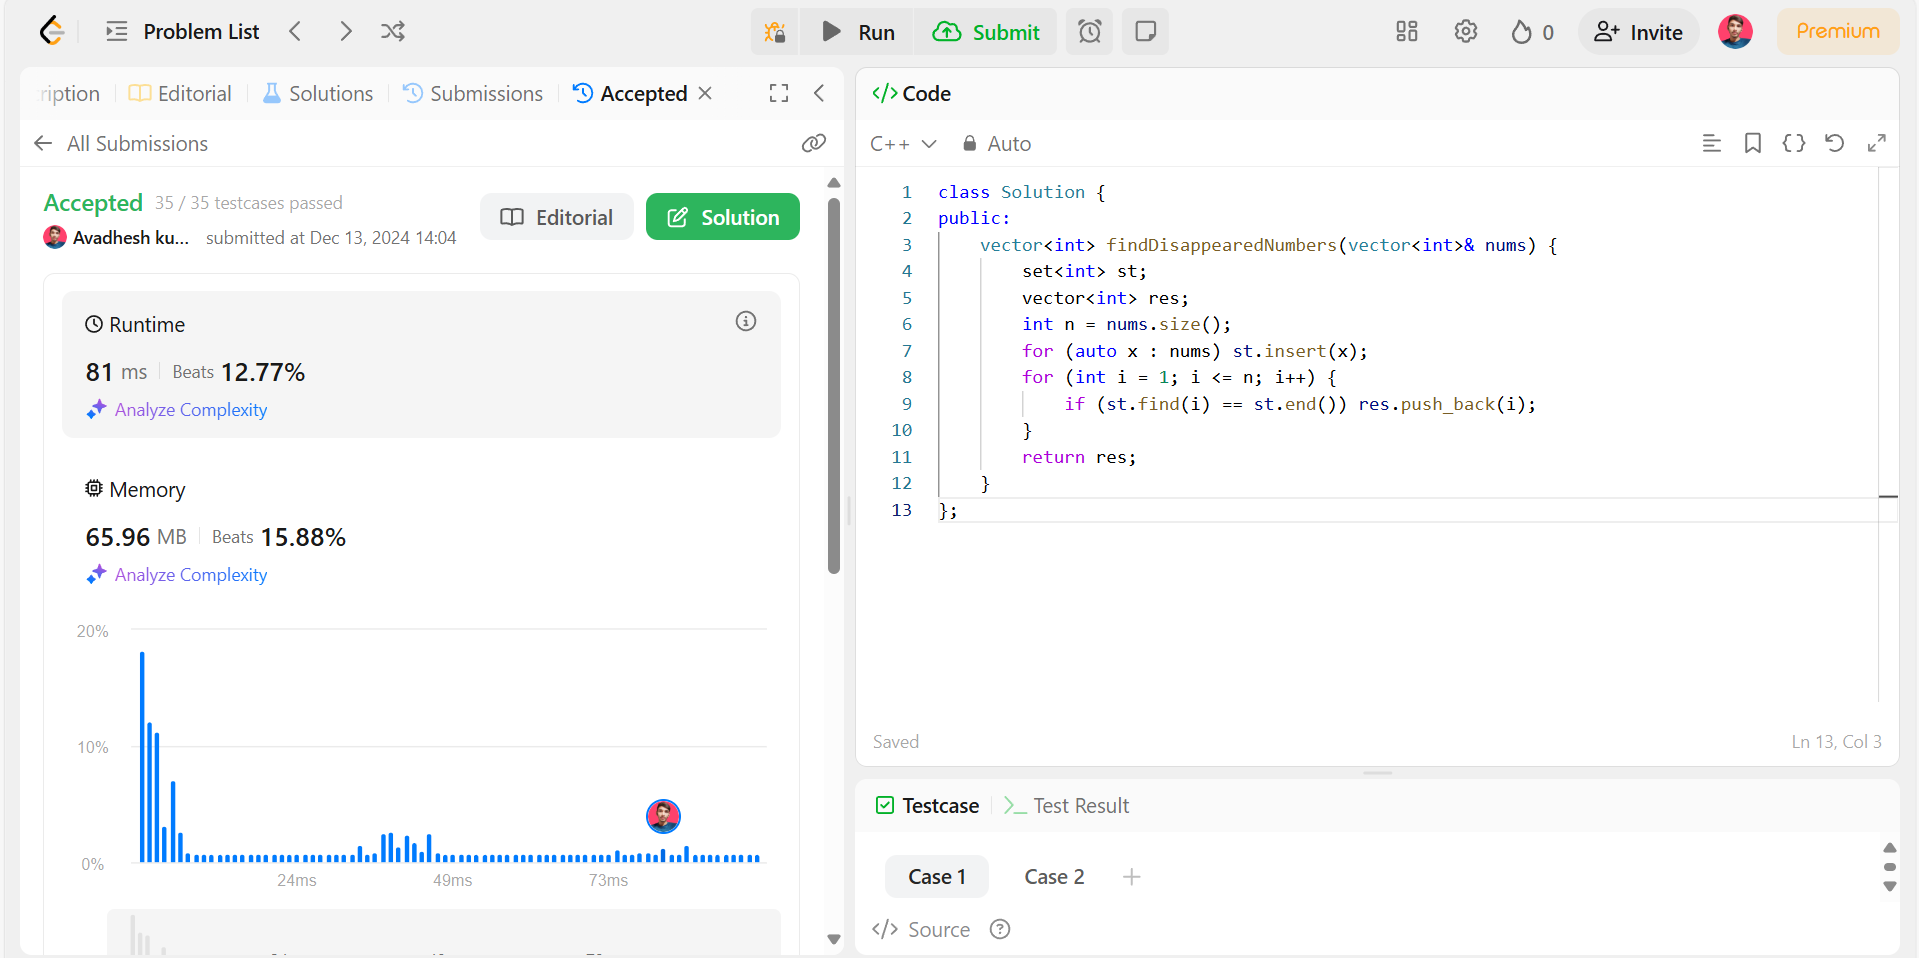 Problem List
Run
Submit
0
Invite
Premium
ription
Editorial
Solutions
Submissions
Accepted
All Submissions
Accepted 35 / 35 testcases passed
Avadhesh ku... submitted at Dec 13, 2024 14:04
Editorial
Solution
Runtime
81 ms Beats 12.77%
Analyze Complexity
Memory
65.96 MB Beats 15.88%
Analyze Complexity
20%
10%
0%
24ms 49ms 73ms
</> Code
C++ Auto
1 class Solution {
2 public:
3 vector<int> findDisappearedNumbers(vector<int>& nums) {
4 set<int> st;
5 vector<int> res;
6 int n = nums.size();
7 for (auto x : nums) st.insert(x);
8 for (int i = 1; i <= n; i++) {
9 if (st.find(i) == st.end()) res.push_back(i);
10 }
11 return res;
12 }
13 };
Saved Ln 13, Col 3
Testcase
Test Result
Case 1 Case 2 +
</> Source ?